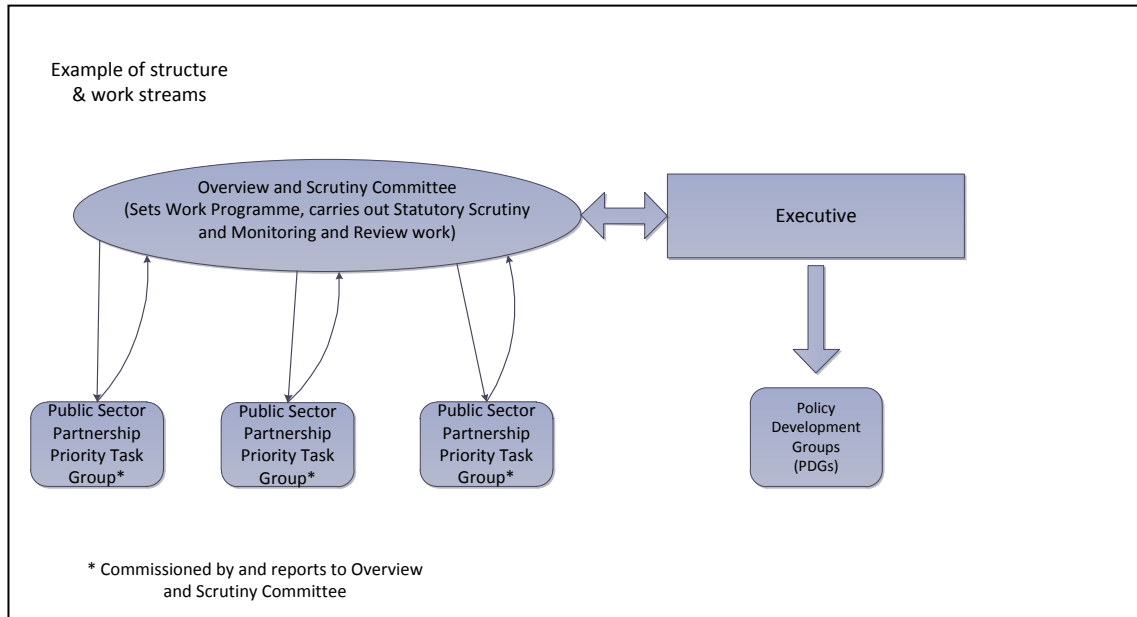 Example of structure
& work streams
Overview and Scrutiny Committee
(Sets Work Programme, carries out Statutory Scrutiny
and Monitoring and Review work)
Executive
Public Sector
Partnership
Priority Task
Group*
Public Sector
Partnership
Priority Task
Group*
Public Sector
Partnership
Priority Task
Group*
Policy
Development
Groups
(PDGs)
* Commissioned by and reports to Overview
and Scrutiny Committee